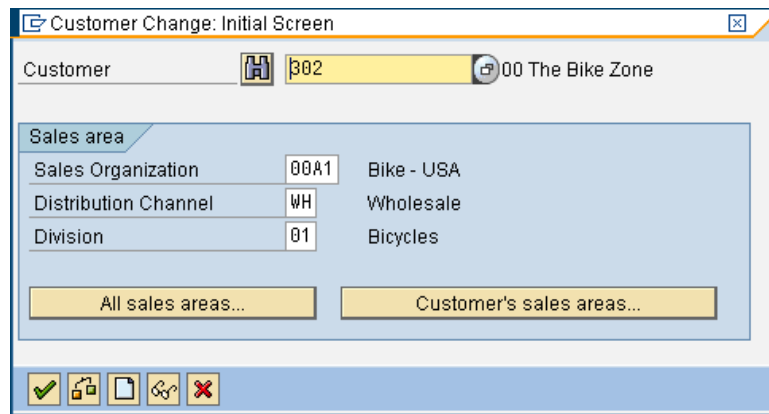 Customer Change: Initial Screen
Customer 302 00 The Bike Zone
Sales area
Sales Organization 00A1 Bike - USA
Distribution Channel WH Wholesale
Division 01 Bicycles
All sales areas... Customer's sales areas...